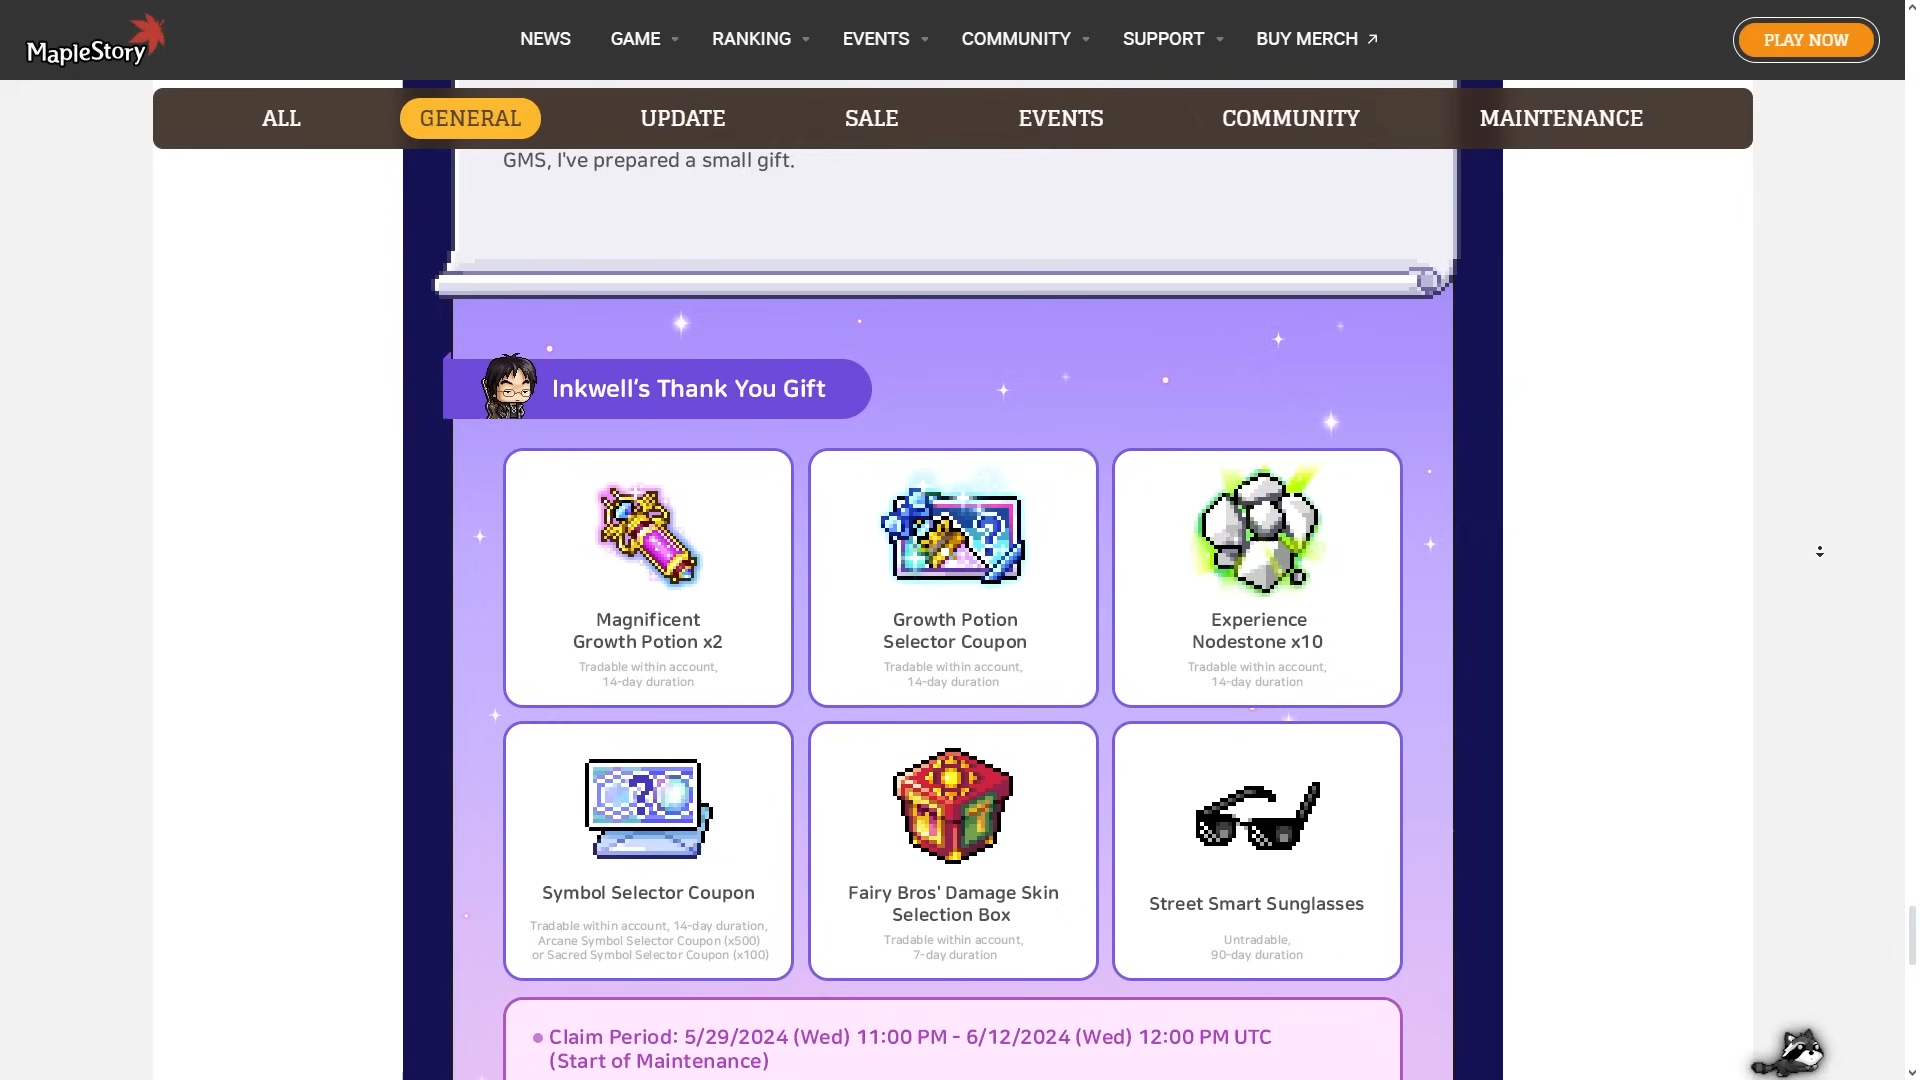 MapleStory
NEWS
GAME
RANKING
EVENTS
COMMUNITY
SUPPORT
BUY MERCH
PLAY NOW
ALL
GENERAL
UPDATE
SALE
EVENTS
COMMUNITY
MAINTENANCE
GMS, I've prepared a small gift.
Inkwell's Thank You Gift
Magnificent
Growth Potion x2
Tradable within account,
14-day duration
Growth Potion
Selector Coupon
Tradable within account,
14-day duration
Experience
Nodestone x10
Tradable within account,
14-day duration
Symbol Selector Coupon
Tradable within account, 14-day duration,
Arcane Symbol Selector Coupon (x500)
or Sacred Symbol Selector Coupon (x100)
Fairy Bros' Damage Skin
Selection Box
Tradable within account,
7-day duration
Street Smart Sunglasses
Untradable,
90-day duration
Claim Period: 5/29/2024 (Wed) 11:00 PM - 6/12/2024 (Wed) 12:00 PM UTC
(Start of Maintenance)